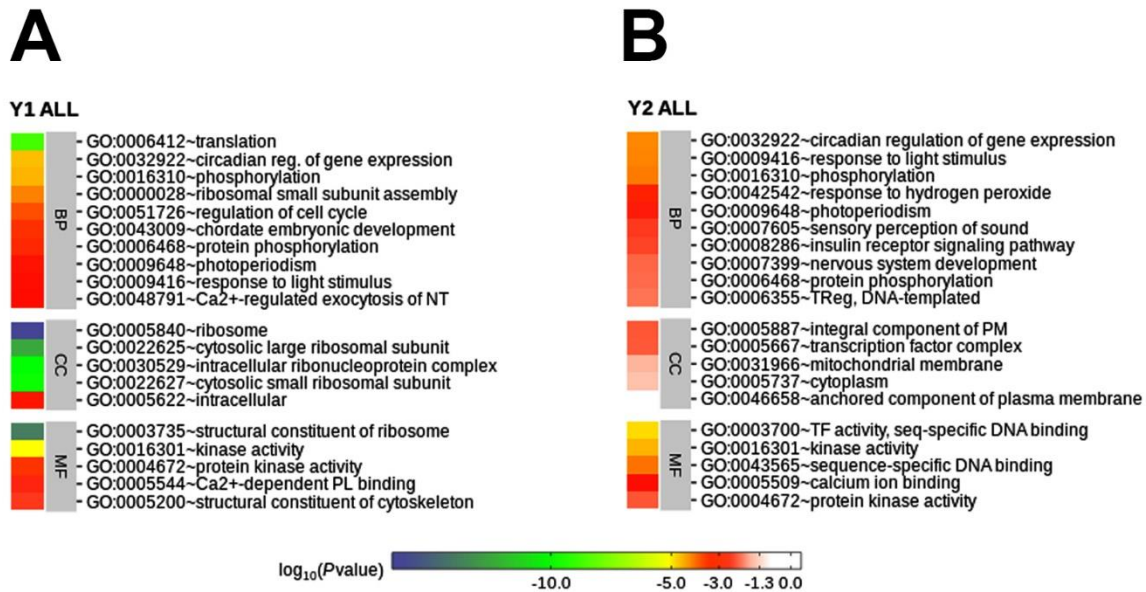 A
Y1 ALL
BP
GO:0006412~translation
GO:0032922~circadian reg. of gene expression
GO:0016310~phosphorylation
GO:0000028~ribosomal small subunit assembly
GO:0051726~regulation of cell cycle
GO:0043009~chordate embryonic development
GO:0006468~protein phosphorylation
GO:0009648~photoperiodism
GO:0009416~response to light stimulus
GO:0048791~Ca2+-regulated exocytosis of NT
CC
GO:0005840~ribosome
GO:0022625~cytosolic large ribosomal subunit
GO:0030529~intracellular ribonucleoprotein complex
GO:0022627~cytosolic small ribosomal subunit
GO:0005622~intracellular
MF
GO:0003735~structural constituent of ribosome
GO:0016301~kinase activity
GO:0004672~protein kinase activity
GO:0005544~Ca2+-dependent PL binding
GO:0005200~structural constituent of cytoskeleton
B
Y2 ALL
BP
GO:0032922~circadian regulation of gene expression
GO:0009416~response to light stimulus
GO:0016310~phosphorylation
GO:0042542~response to hydrogen peroxide
GO:0009648~photoperiodism
GO:0007605~sensory perception of sound
GO:0008286~insulin receptor signaling pathway
GO:0007399~nervous system development
GO:0006468~protein phosphorylation
GO:0006355~TReg, DNA-templated
CC
GO:0005887~integral component of PM
GO:0005667~transcription factor complex
GO:0031966~mitochondrial membrane
GO:0005737~cytoplasm
GO:0046658~anchored component of plasma membrane
MF
GO:0003700~TF activity, seq-specific DNA binding
GO:0016301~kinase activity
GO:0043565~sequence-specific DNA binding
GO:0005509~calcium ion binding
GO:0004672~protein kinase activity
log10(Pvalue)
-10.0 -5.0 -3.0 -1.3 0.0